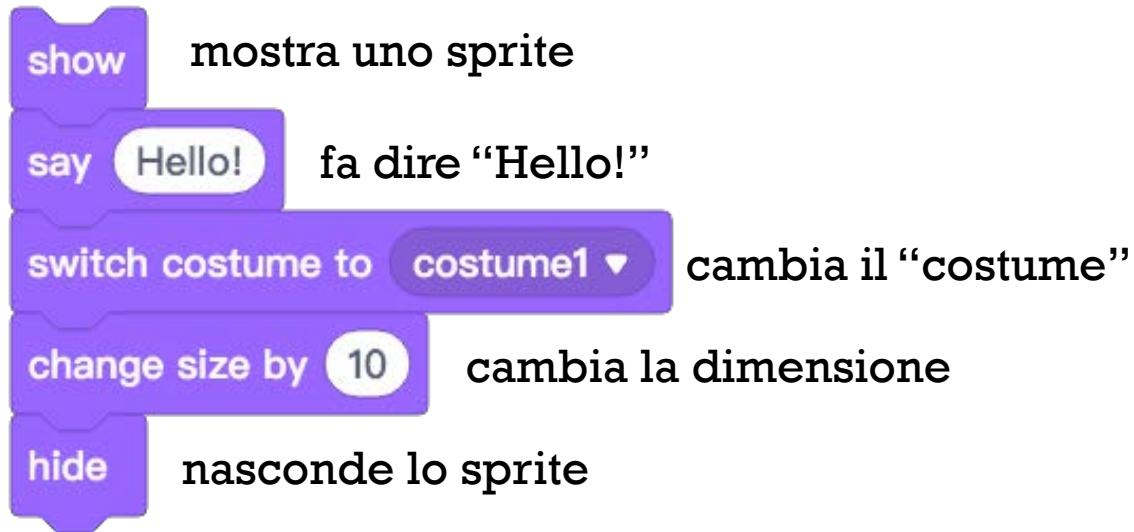 show mostra uno sprite
say Hello! fa dire “Hello!”
switch costume to costume1 cambia il “costume”
change size by 10 cambia la dimensione
hide nasconde lo sprite